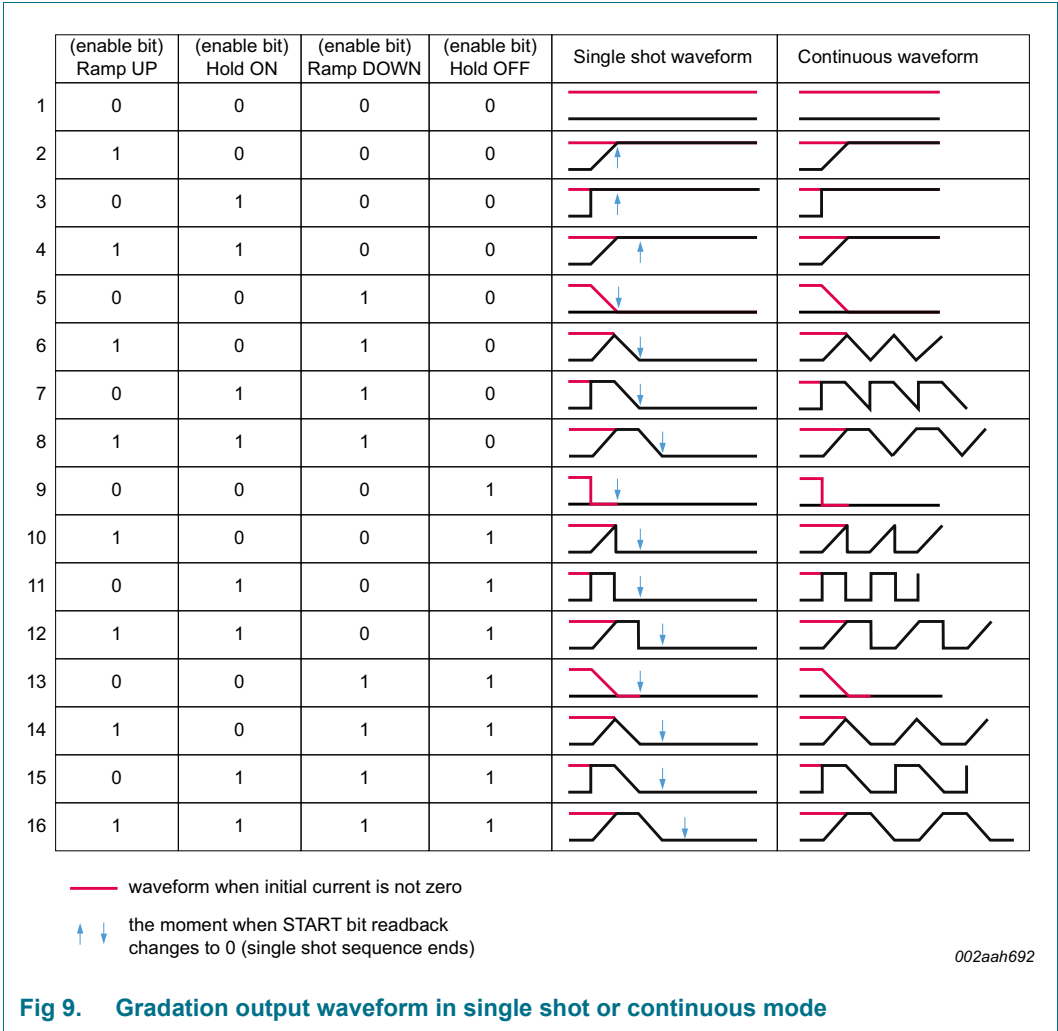 (enable bit) Ramp UP (enable bit) Hold ON (enable bit) Ramp DOWN (enable bit) Hold OFF Single shot waveform Continuous waveform
1 0 0 0 0
2 1 0 0 0
3 0 1 0 0
4 1 1 0 0
5 0 0 1 0
6 1 0 1 0
7 0 1 1 0
8 1 1 1 0
9 0 0 0 1
10 1 0 0 1
11 0 1 0 1
12 1 1 0 1
13 0 0 1 1
14 1 0 1 1
15 0 1 1 1
16 1 1 1 1
waveform when initial current is not zero
the moment when START bit readback
changes to 0 (single shot sequence ends)
002aah692
Fig 9. Gradation output waveform in single shot or continuous mode